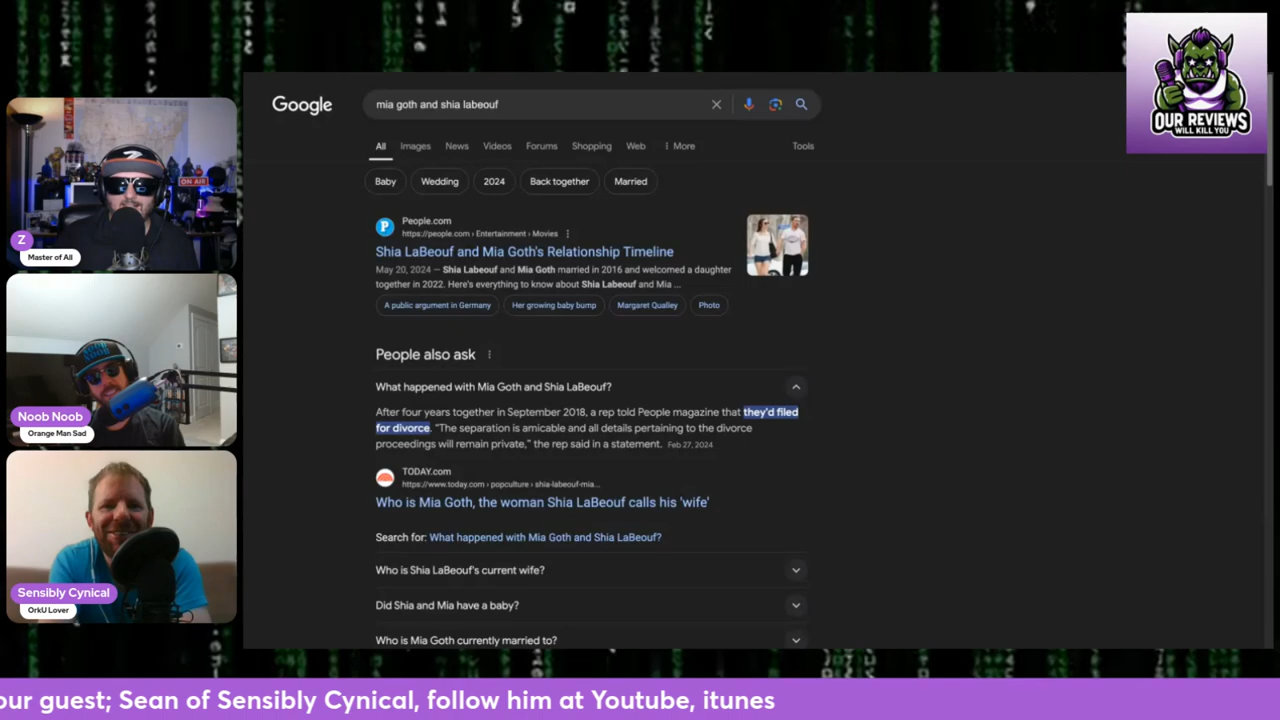 OUR REVIEWS
WILL KILL YOU
Google
mia goth and shia labeouf
All Images News Videos Forums Shopping Web More Tools
Baby Wedding 2024 Back together Married
P People.com
https://people.com › Entertainment › Movies
Shia LaBeouf and Mia Goth's Relationship Timeline
May 20, 2024 — Shia Labeouf and Mia Goth married in 2016 and welcomed a daughter
together in 2022. Here's everything to know about Shia Labeouf and Mia ...
A public argument in Germany Her growing baby bump Margaret Qualley Photo
People also ask
What happened with Mia Goth and Shia LaBeouf?
After four years together in September 2018, a rep told People magazine that they'd filed
for divorce. “The separation is amicable and all details pertaining to the divorce
proceedings will remain private,” the rep said in a statement. Feb 27, 2024
TODAY.com
https://www.today.com › popculture › shia-labeouf-mia...
Who is Mia Goth, the woman Shia LaBeouf calls his 'wife'
Search for: What happened with Mia Goth and Shia LaBeouf?
Who is Shia LaBeouf's current wife?
Did Shia and Mia have a baby?
Who is Mia Goth currently married to?
ON AIR
Z
Master of All
Noob Noob
Orange Man Sad
Sensibly Cynical
OrkU Lover
our guest; Sean of Sensibly Cynical, follow him at Youtube, itunes